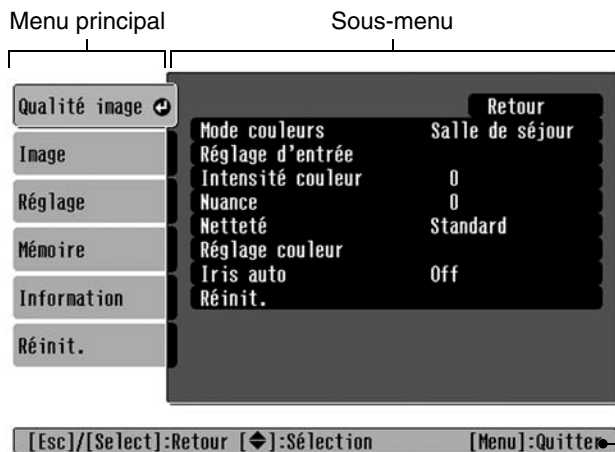 Menu principal
Sous-menu
Qualité image
Image
Réglage
Mémoire
Information
Réinit.
Retour
Mode couleurs Salle de séjour
Réglage d'entrée
Intensité couleur 0
Nuance 0
Netteté Standard
Réglage couleur
Iris auto Off
Réinit.
[Esc]/[Select]:Retour [◆]:Sélection [Menu]:Quitter